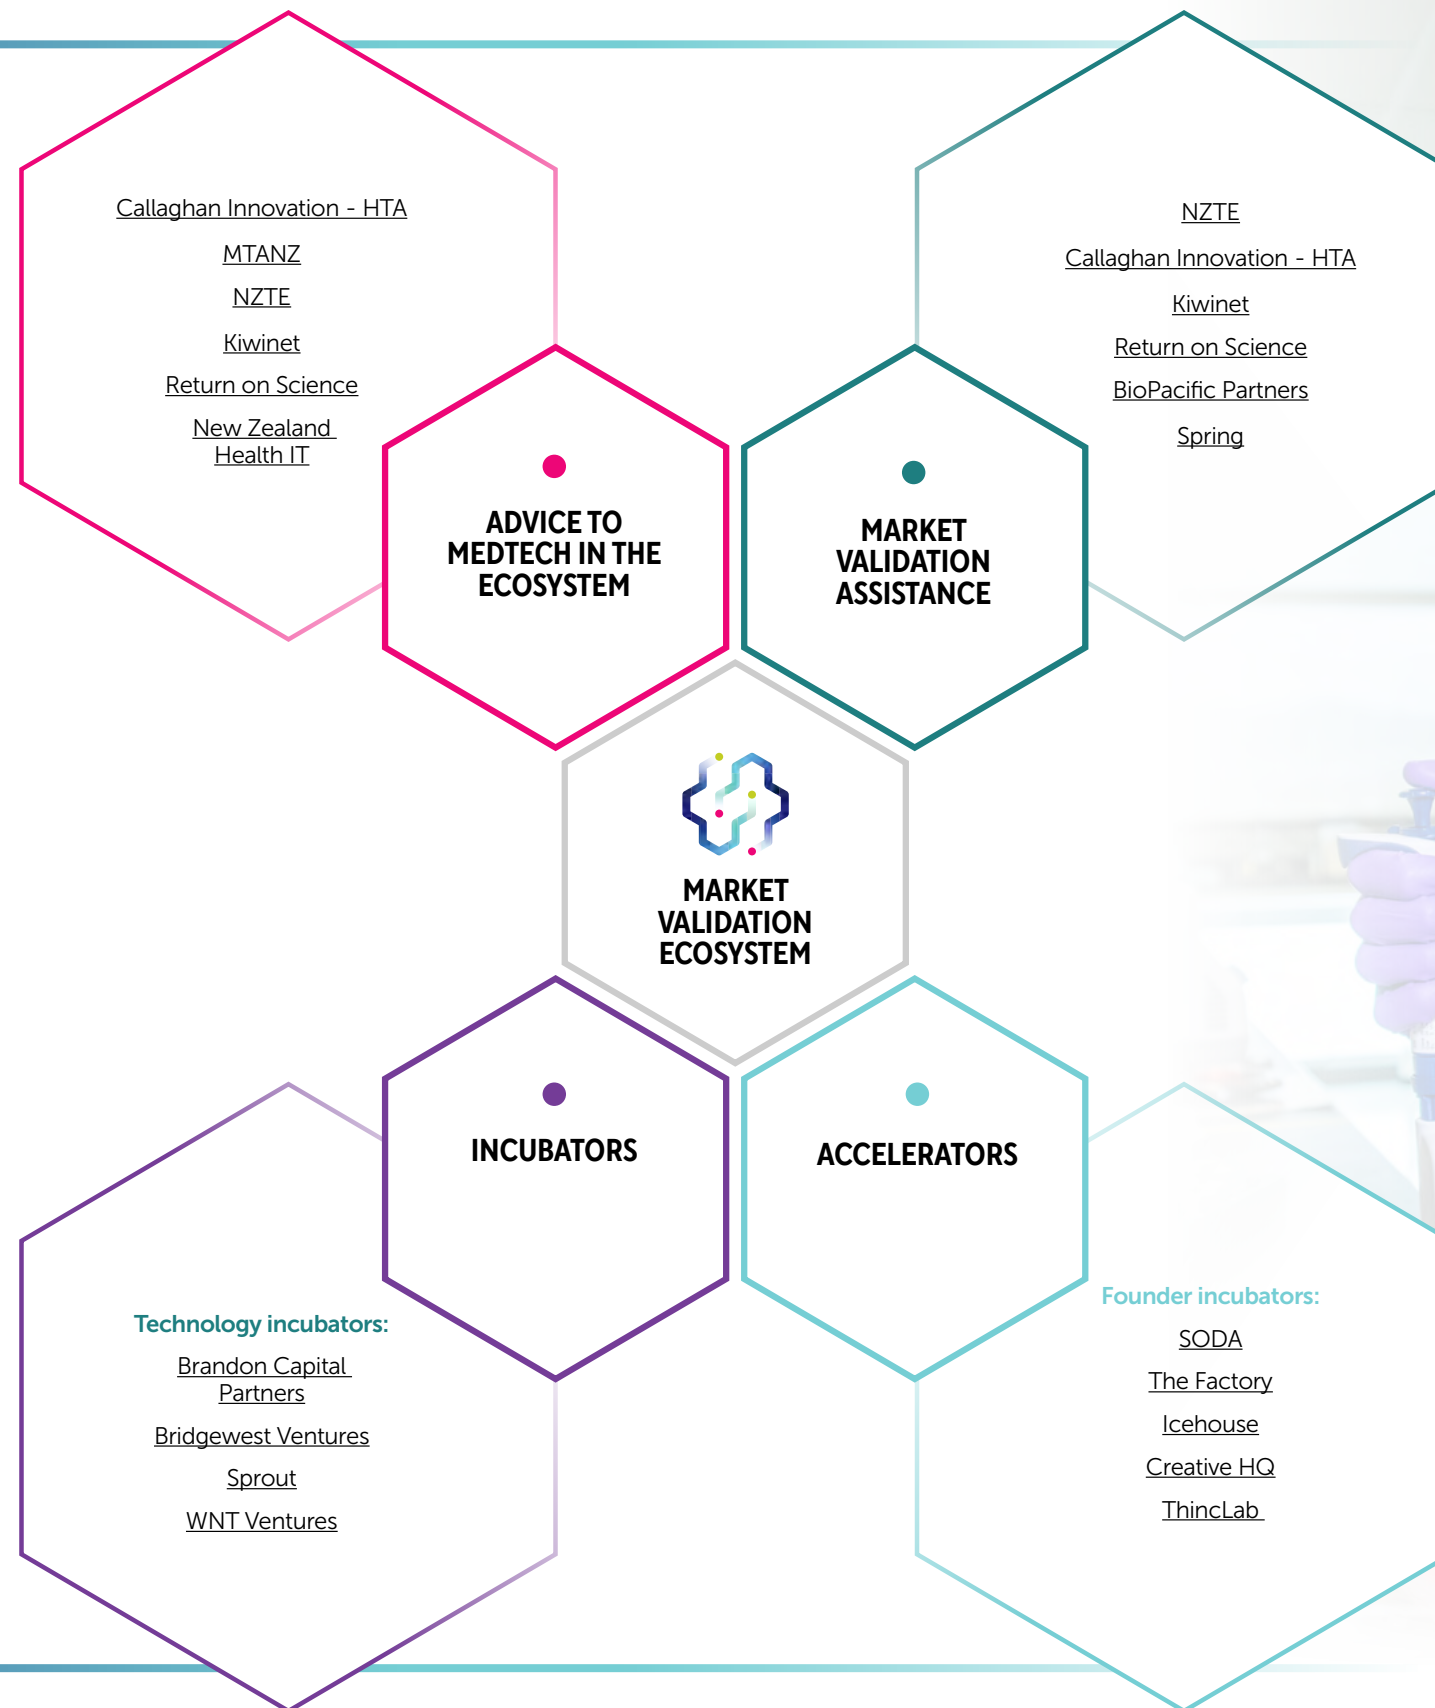 Callaghan Innovation - HTA
MTANZ
NZTE
Kiwinet
Return on Science
New Zealand
Health IT
ADVICE TO
MEDTECH IN THE
ECOSYSTEM
NZTE
Callaghan Innovation - HTA
Kiwinet
Return on Science
BioPacific Partners
Spring
MARKET
VALIDATION
ASSISTANCE
MARKET
VALIDATION
ECOSYSTEM
INCUBATORS
Technology incubators:
Brandon Capital
Partners
Bridgewest Ventures
Sprout
WNT Ventures
ACCELERATORS
Founder incubators:
SODA
The Factory
Icehouse
Creative HQ
ThincLab